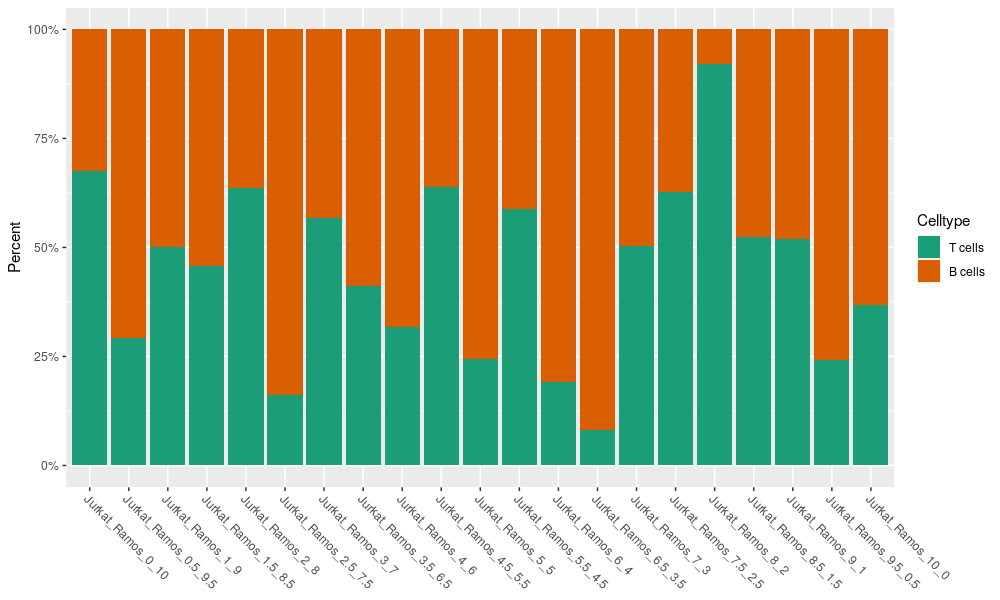 100%
75%
50%
25%
0%
Percent
Jurkat_Ramos_0_10
Jurkat_Ramos_0.5_9.5
Jurkat_Ramos_1_9
Jurkat_Ramos_1.5_8.5
Jurkat_Ramos_2_8
Jurkat_Ramos_2.5_7.5
Jurkat_Ramos_3_7
Jurkat_Ramos_3.5_6.5
Jurkat_Ramos_4_6
Jurkat_Ramos_4.5_5.5
Jurkat_Ramos_5_5
Jurkat_Ramos_5.5_4.5
Jurkat_Ramos_6_4
Jurkat_Ramos_6.5_3.5
Jurkat_Ramos_7_3
Jurkat_Ramos_7.5_2.5
Jurkat_Ramos_8_2
Jurkat_Ramos_8.5_1.5
Jurkat_Ramos_9_1
Jurkat_Ramos_9.5_0.5
Jurkat_Ramos_10_0
Celltype
T cells
B cells